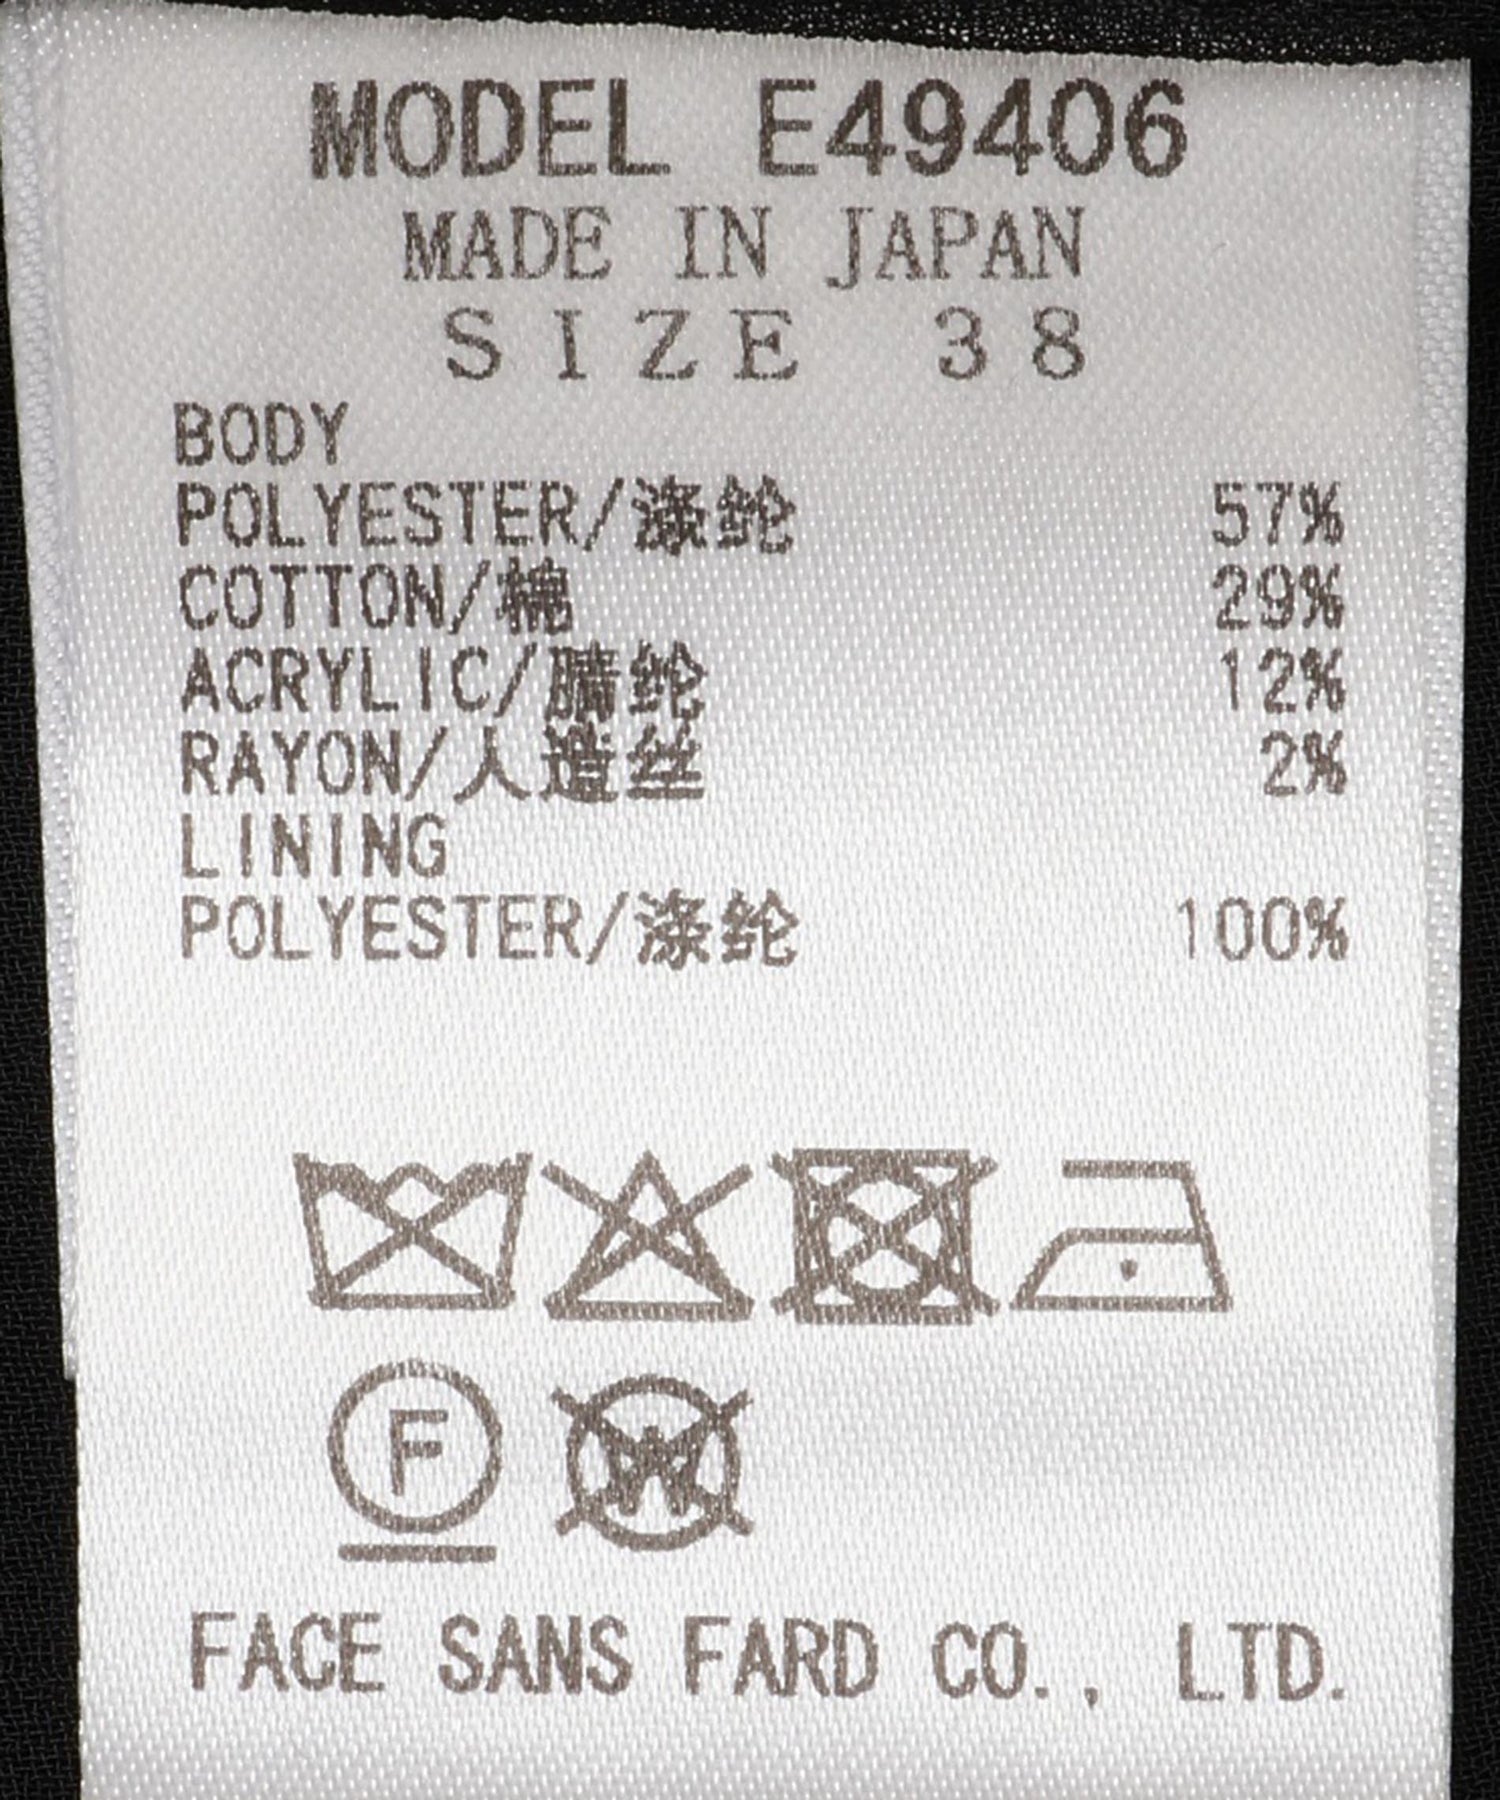 MODEL E49406
MADE IN JAPAN
SIZE 38
BODY
POLYESTER/涤纶 57%
COTTON/棉 29%
ACRYLIC/腈纶 12%
RAYON/人造丝 2%
LINING
POLYESTER/涤纶 100%
F
W
FACE SANS FARD CO., LTD.